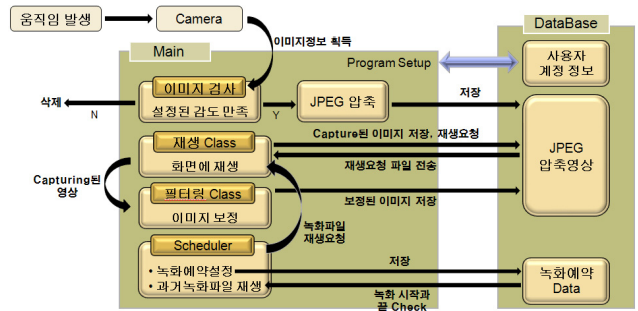 움직임 발생
Camera
DataBase
이미지정보 획득
Main
Program Setup
사용자
계정 정보
이미지 검사
설정된 감도 만족
삭제
N
Y
JPEG 압축
저장
JPEG
압축영상
재생 Class
화면에 재생
Capture된 이미지 저장, 재생요청
재생요청 파일 전송
Capturing된
영상
필터링 Class
이미지 보정
보정된 이미지 저장
녹화파일
재생요청
Scheduler
• 녹화예약설정
• 과거녹화파일 재생
저장
녹화 시작과
끝 Check
녹화예약
Data